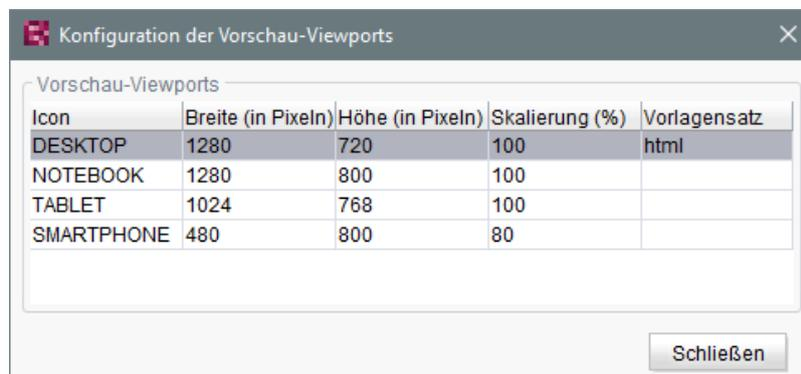 Konfiguration der Vorschau-Viewports
Vorschau-Viewports
Icon Breite (in Pixeln) Höhe (in Pixeln) Skalierung (%) Vorlagensatz
DESKTOP 1280 720 100 html
NOTEBOOK 1280 800 100
TABLET 1024 768 100
SMARTPHONE 480 800 80
Schließen